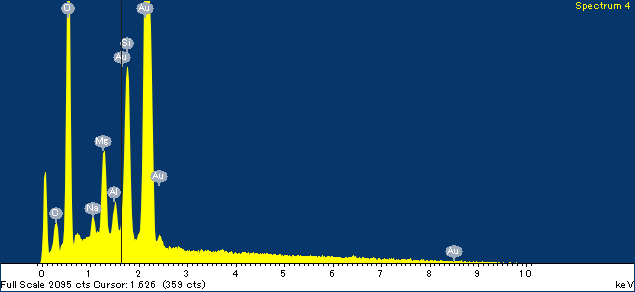 Spectrum 4
O Au
Si
Au
Mg
Au
Al
Na
C
Au
0 1 2 3 4 5 6 7 8 9 10
Full Scale 2095 cts Cursor: 1.626 (359 cts) keV